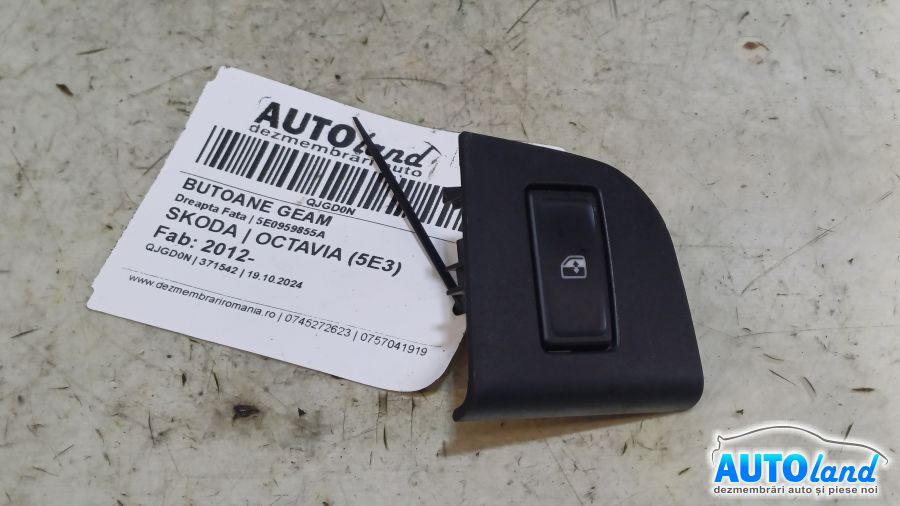 AUTOland
dezmembrări auto
QJGD0N
BUTOANE GEAM
Dreapta Fata | 5E0959855A
SKODA | OCTAVIA (5E3)
Fab: 2012-
QJGD0N | 371542 | 19.10.2024
www.dezmembrariromania.ro | 0745272623 | 0757041919
AUTOland
dezmembrări auto și piese noi